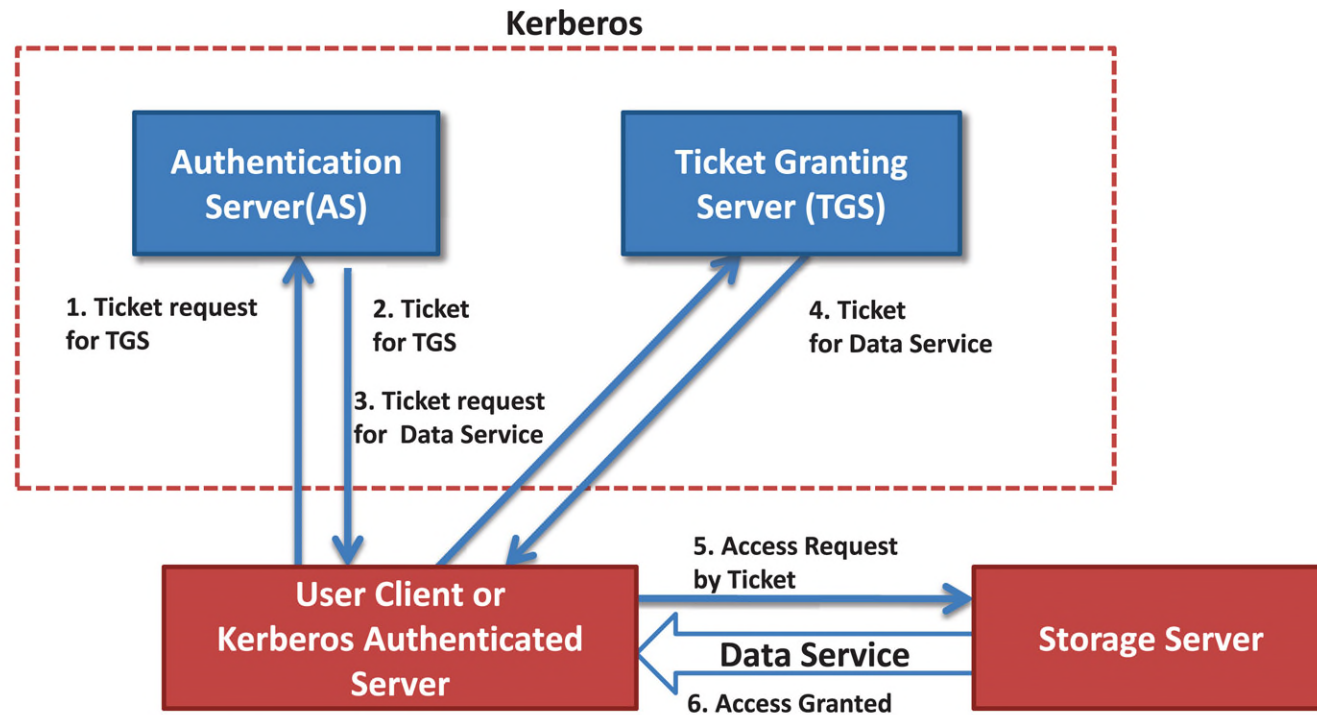 Kerberos
Authentication
Server(AS)
Ticket Granting
Server (TGS)
1. Ticket request
for TGS
2. Ticket
for TGS
3. Ticket request
for  Data Service
4. Ticket
for Data Service
User Client or
Kerberos Authenticated
Server
5. Access Request
by Ticket
Data Service
6. Access Granted
Storage Server